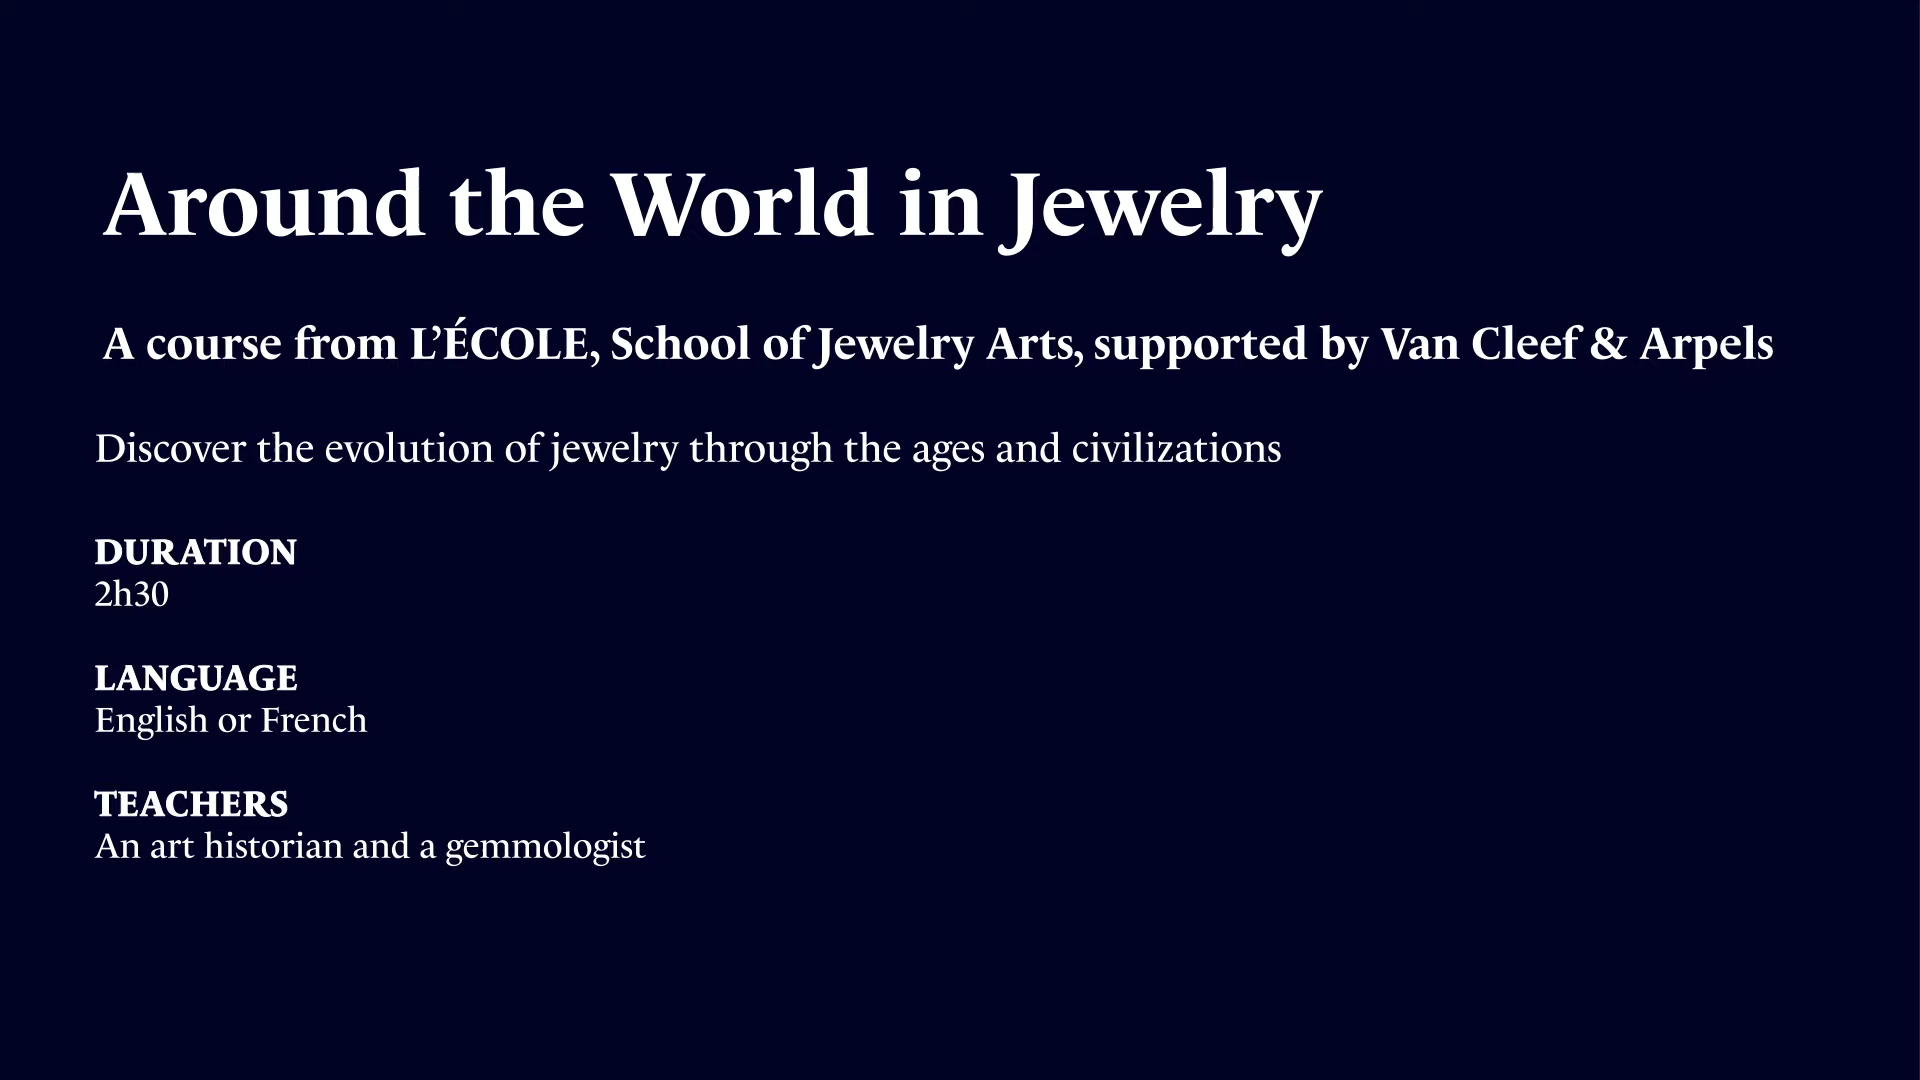 Around the World in Jewelry
A course from L’ÉCOLE, School of Jewelry Arts, supported by Van Cleef & Arpels
Discover the evolution of jewelry through the ages and civilizations
DURATION
2h30
LANGUAGE
English or French
TEACHERS
An art historian and a gemmologist